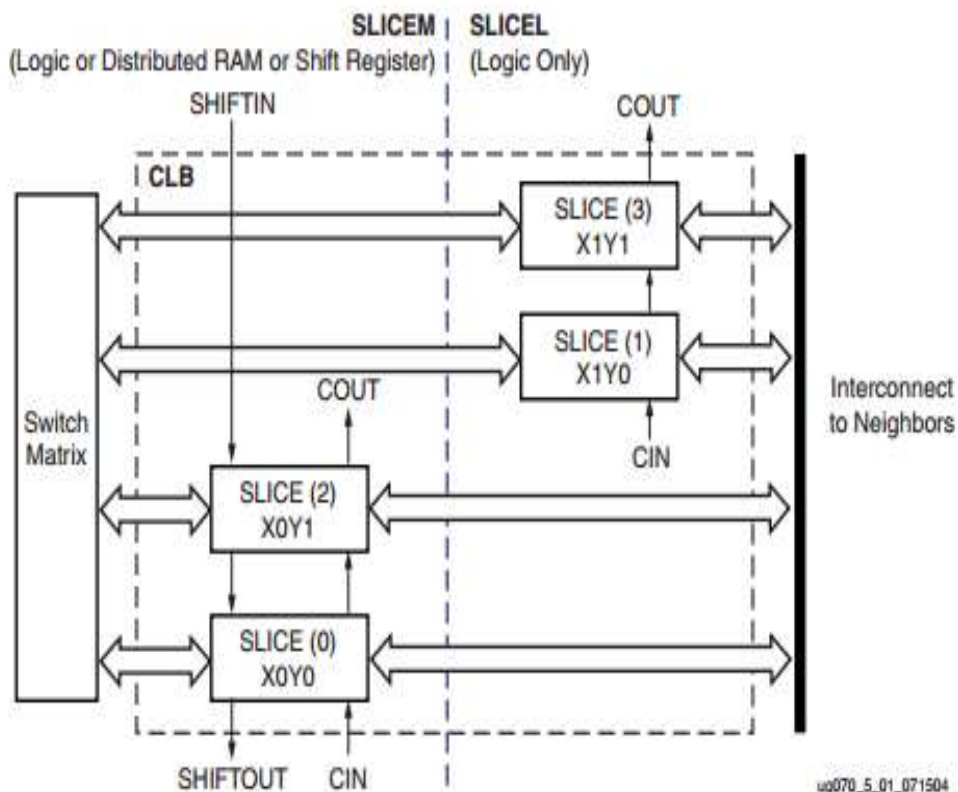 SLICEM
(Logic or Distributed RAM or Shift Register)
SLICEL
(Logic Only)
SHIFTIN
COUT
CLB
SLICE (3)
X1Y1
SLICE (1)
X1Y0
COUT
CIN
Switch
Matrix
Interconnect
to Neighbors
SLICE (2)
X0Y1
SLICE (0)
X0Y0
SHIFTOUT
CIN
ug070_5_01_071504